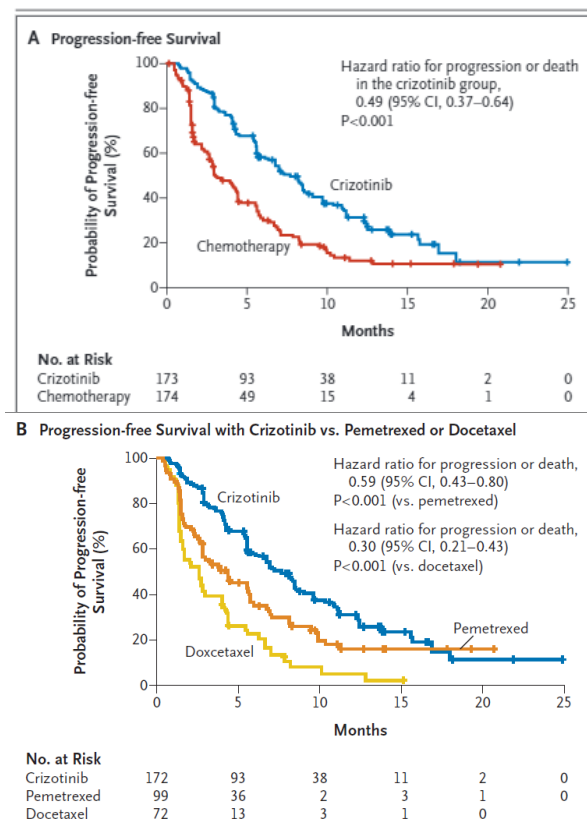 A Progression-free Survival
Hazard ratio for progression or death
in the crizotinib group,
0.49 (95% CI, 0.37–0.64)
P<0.001
Probability of Progression-free
Survival (%)
100
80
60
40
20
0
Crizotinib
Chemotherapy
0 5 10 15 20 25
Months
No. at Risk
Crizotinib 173 93 38 11 2 0
Chemotherapy 174 49 15 4 1 0
B Progression-free Survival with Crizotinib vs. Pemetrexed or Docetaxel
Hazard ratio for progression or death,
0.59 (95% CI, 0.43–0.80)
P<0.001 (vs. pemetrexed)
Hazard ratio for progression or death,
0.30 (95% CI, 0.21–0.43)
P<0.001 (vs. docetaxel)
Probability of Progression-free
Survival (%)
100
80
60
40
20
0
Crizotinib
Pemetrexed
Doxcetaxel
0 5 10 15 20 25
Months
No. at Risk
Crizotinib 172 93 38 11 2 0
Pemetrexed 99 36 2 3 1 0
Docetaxel 72 13 3 1 0